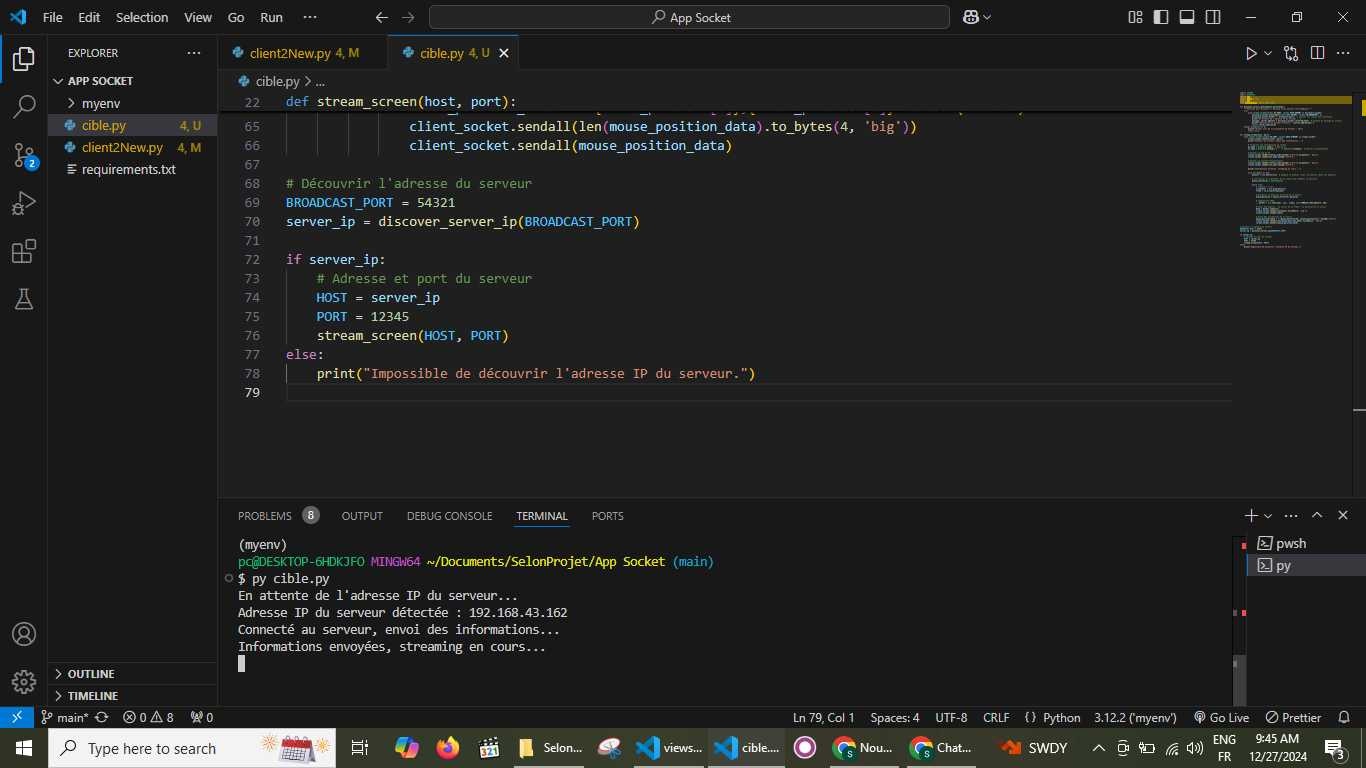 File Edit Selection View Go Run ··· App Socket
EXPLORER ···
APP SOCKET
myenv
cible.py 4, U
client2New.py 4, M
requirements.txt
OUTLINE
TIMELINE
client2New.py 4, M cible.py 4, U
cible.py > ...
22 def stream_screen(host, port):
65 client_socket.sendall(len(mouse_position_data).to_bytes(4, 'big'))
66 client_socket.sendall(mouse_position_data)
67
68 # Découvrir l'adresse du serveur
69 BROADCAST_PORT = 54321
70 server_ip = discover_server_ip(BROADCAST_PORT)
71
72 if server_ip:
73 # Adresse et port du serveur
74 HOST = server_ip
75 PORT = 12345
76 stream_screen(HOST, PORT)
77 else:
78 print("Impossible de découvrir l'adresse IP du serveur.")
79
PROBLEMS 8 OUTPUT DEBUG CONSOLE TERMINAL PORTS
(myenv)
pc@DESKTOP-6HDKJFO MINGW64 ~/Documents/SelonProjet/App Socket (main)
$ py cible.py
En attente de l'adresse IP du serveur...
Adresse IP du serveur détectée : 192.168.43.162
Connecté au serveur, envoi des informations...
Informations envoyées, streaming en cours...
pwsh
py
2
main* 0 8 0 Ln 79, Col 1 Spaces: 4 UTF-8 CRLF {} Python 3.12.2 ('myenv') Go Live Prettier
Type here to search 321 Selon... views... cible.... Nou... Chat... SWDY ENG
FR
9:45 AM
12/27/2024
3